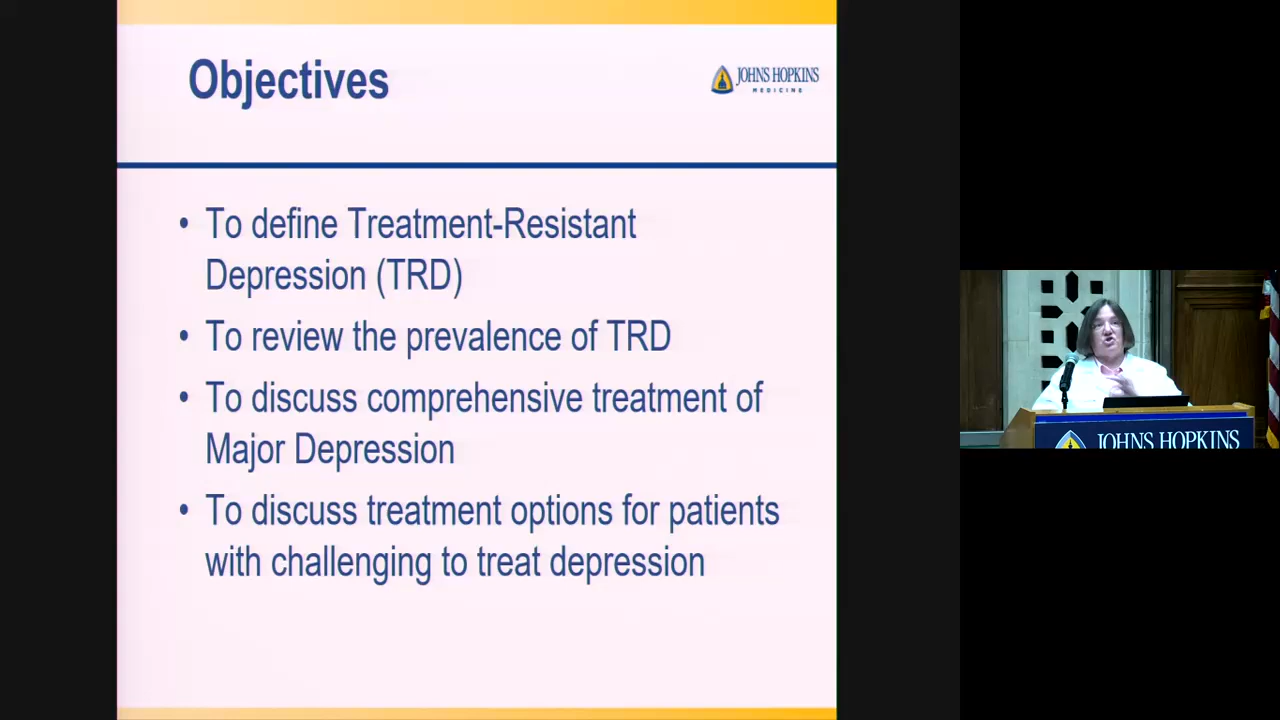 Objectives
JOHNS HOPKINS
MEDICINE
• To define Treatment-Resistant
Depression (TRD)
• To review the prevalence of TRD
• To discuss comprehensive treatment of
Major Depression
• To discuss treatment options for patients
with challenging to treat depression
JOHNS HOPKINS